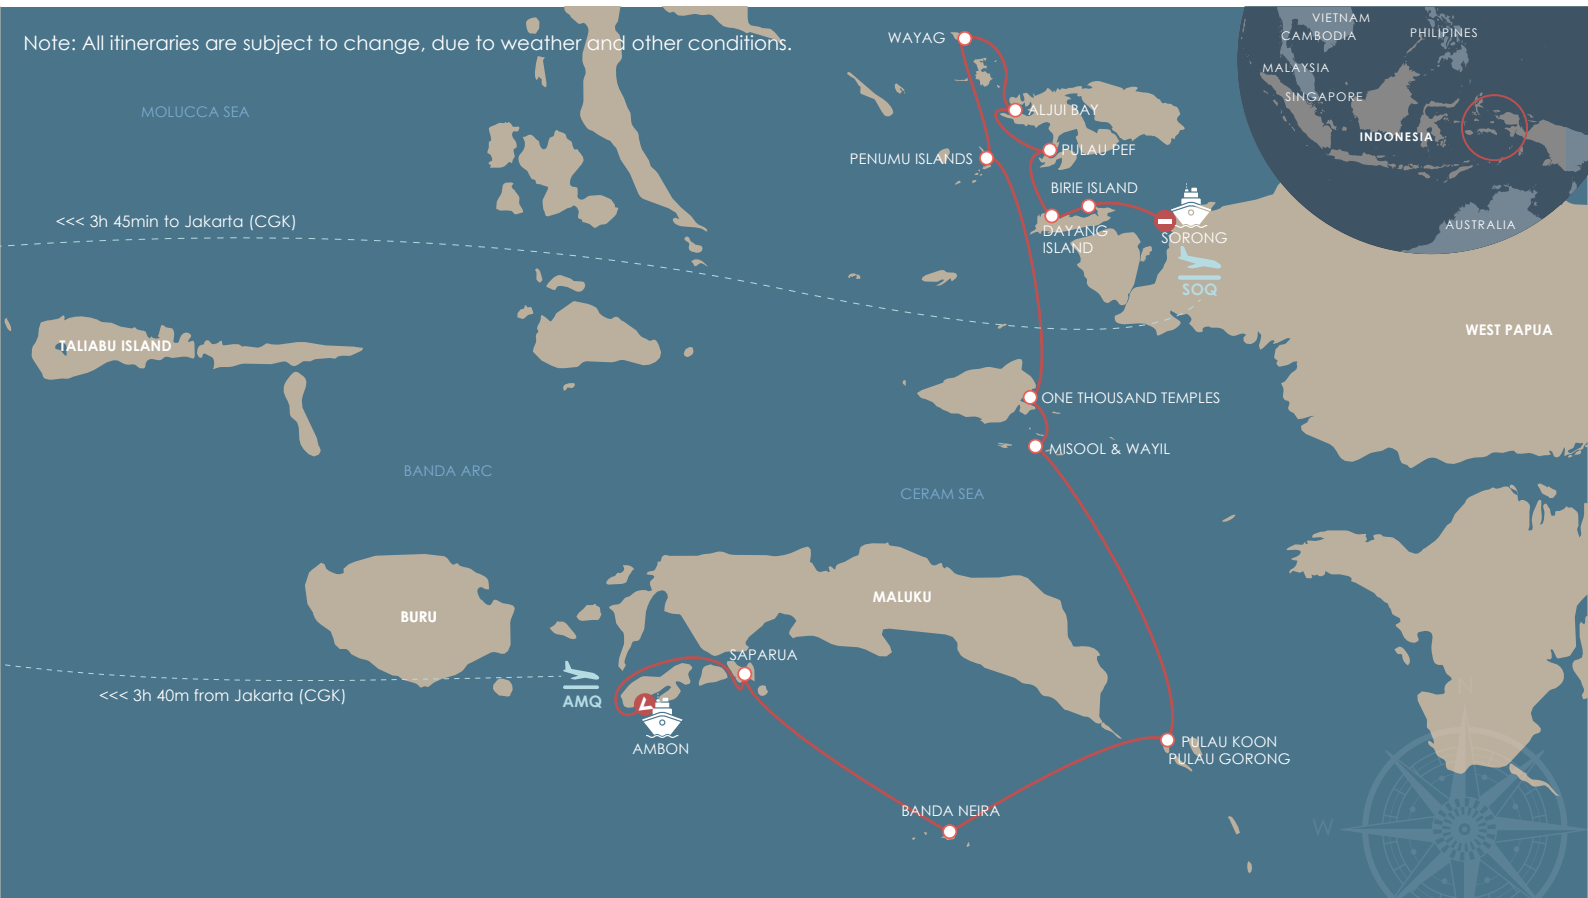 Note: All itineraries are subject to change, due to weather and other conditions.
VIETNAM
CAMBODIA
PHILIPINES
MALAYSIA
SINGAPORE
INDONESIA
AUSTRALIA
WAYAG
MOLUCCA SEA
ALJUI BAY
PULAU PEF
PENUMU ISLANDS
BIRIE ISLAND
<<< 3h 45min to Jakarta (CGK)
DAYANG
ISLAND
SORONG
SOQ
WEST PAPUA
TALIABU ISLAND
ONE THOUSAND TEMPLES
MISOOL & WAYIL
BANDA ARC
CERAM SEA
MALUKU
BURU
SAPARUA
<<< 3h 40m from Jakarta (CGK)
AMQ
AMBON
PULAU KOON
PULAU GORONG
BANDA NEIRA
N
W